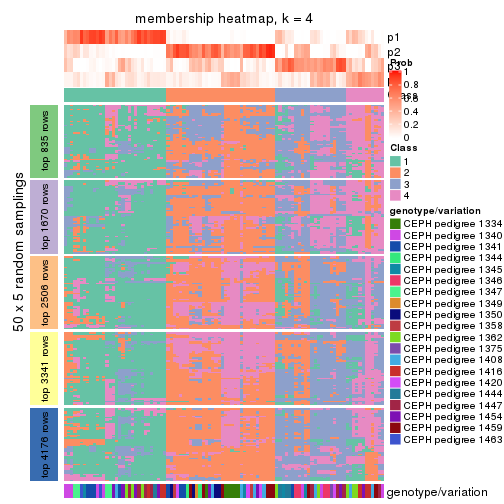 membership heatmap, k = 4
p1
p2
p3
Prob
1
0.8
0.6
0.4
0.2
0
Class
1
2
3
4
50 x 5 random samplings
top 835 rows
top 1670 rows
top 2506 rows
top 3341 rows
top 4176 rows
genotype/variation
CEPH pedigree 1334
CEPH pedigree 1340
CEPH pedigree 1341
CEPH pedigree 1344
CEPH pedigree 1345
CEPH pedigree 1346
CEPH pedigree 1347
CEPH pedigree 1349
CEPH pedigree 1350
CEPH pedigree 1358
CEPH pedigree 1362
CEPH pedigree 1375
CEPH pedigree 1408
CEPH pedigree 1416
CEPH pedigree 1420
CEPH pedigree 1444
CEPH pedigree 1447
CEPH pedigree 1454
CEPH pedigree 1459
CEPH pedigree 1463
genotype/variation